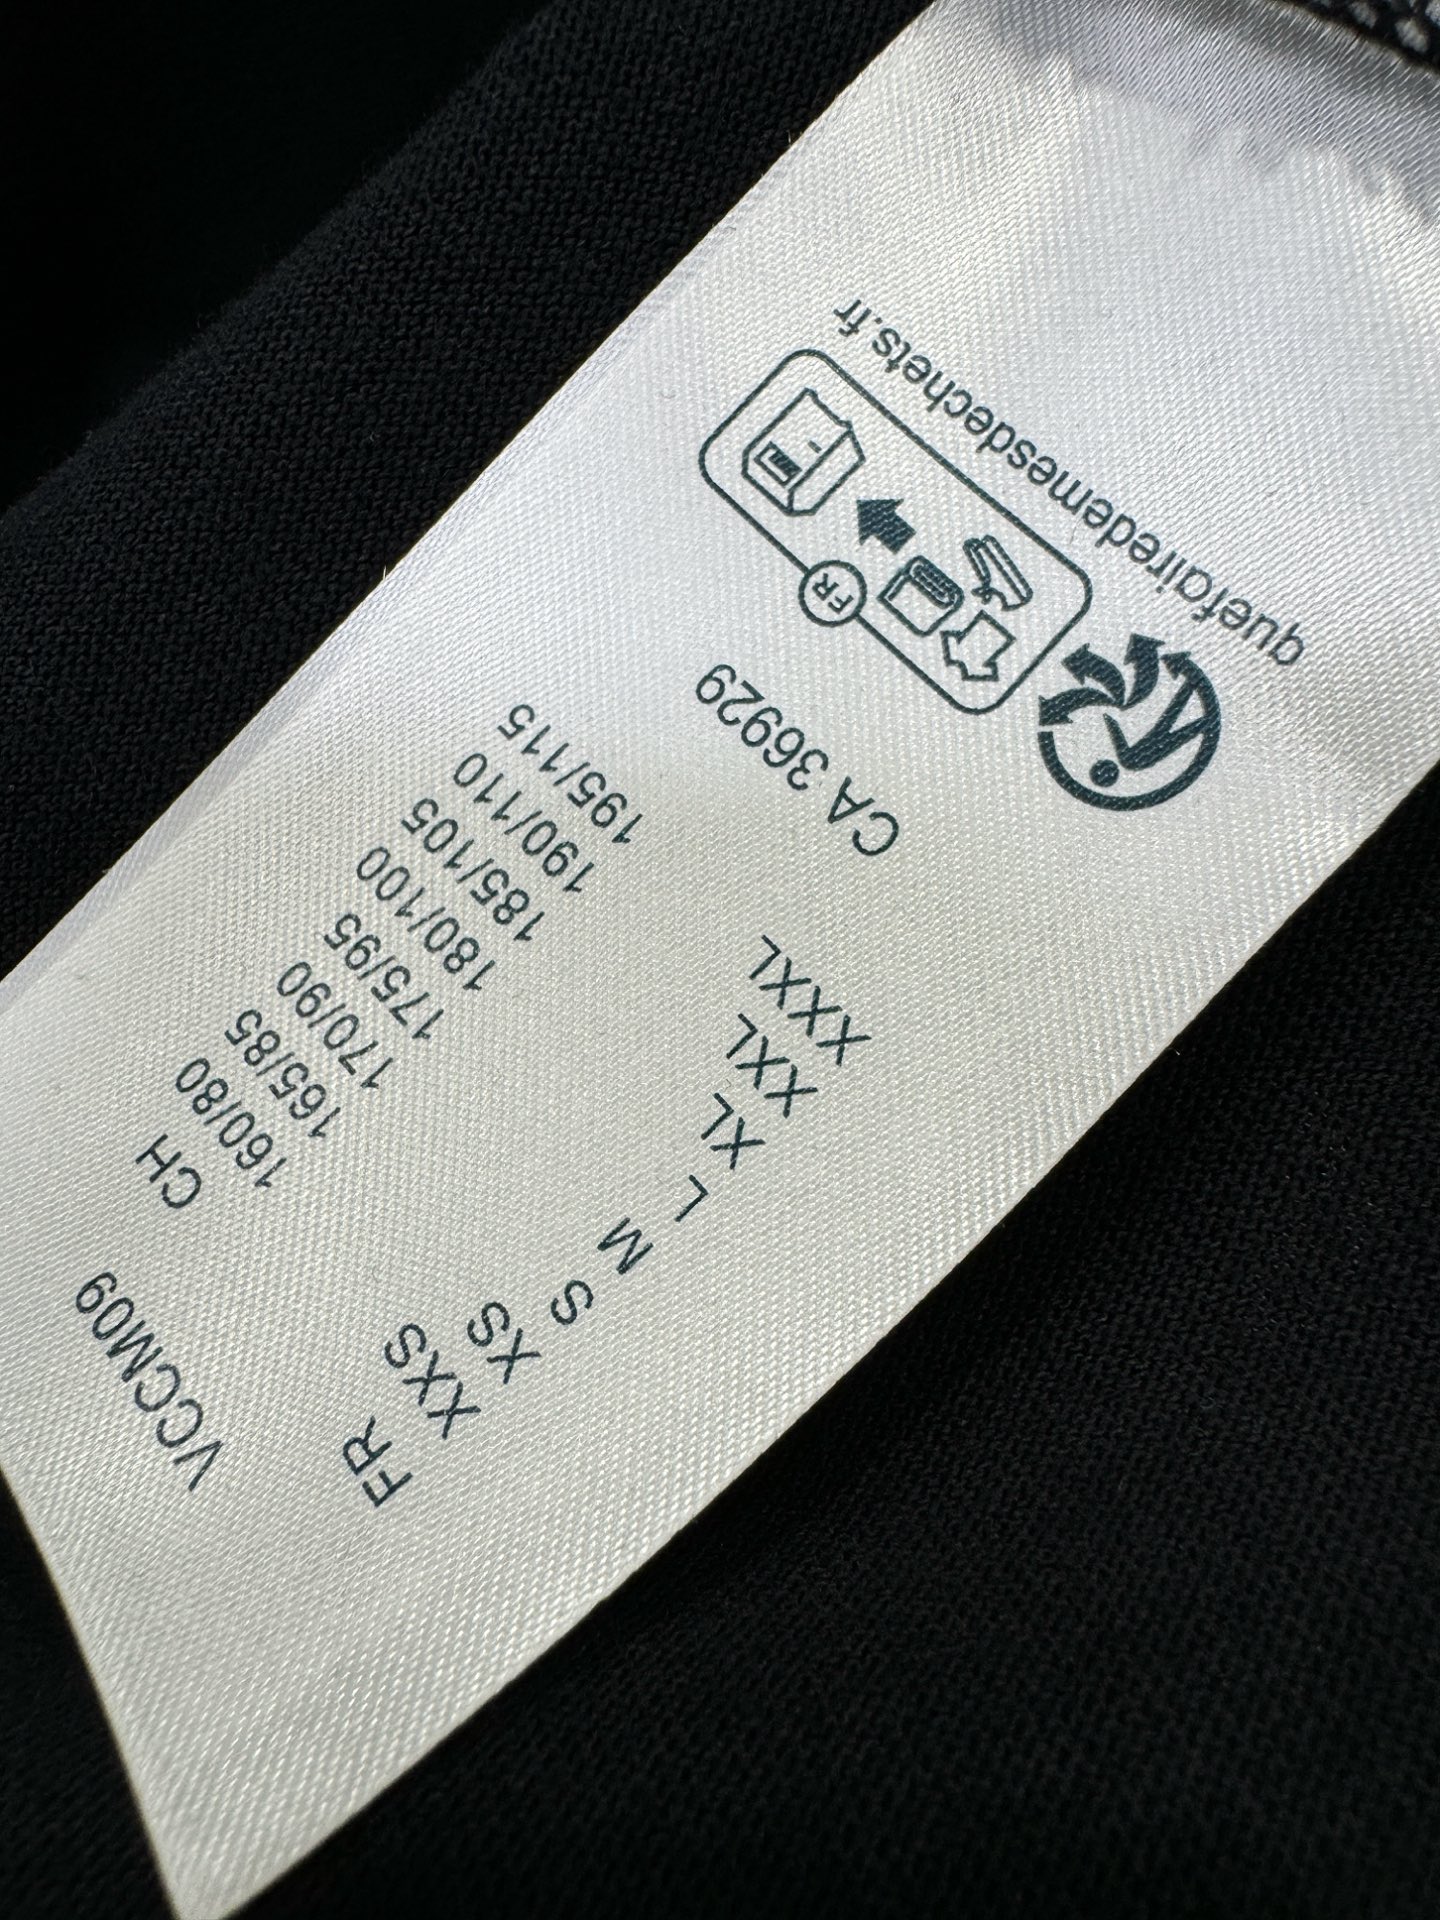 VCCM09
FR CH
XXS 160/80
XS 165/85
S 170/90
M 175/95
L 180/100
XL 185/105
XXL 190/110
XXXL 195/115
CA 36929
FR
quefairedemesdechets.fr